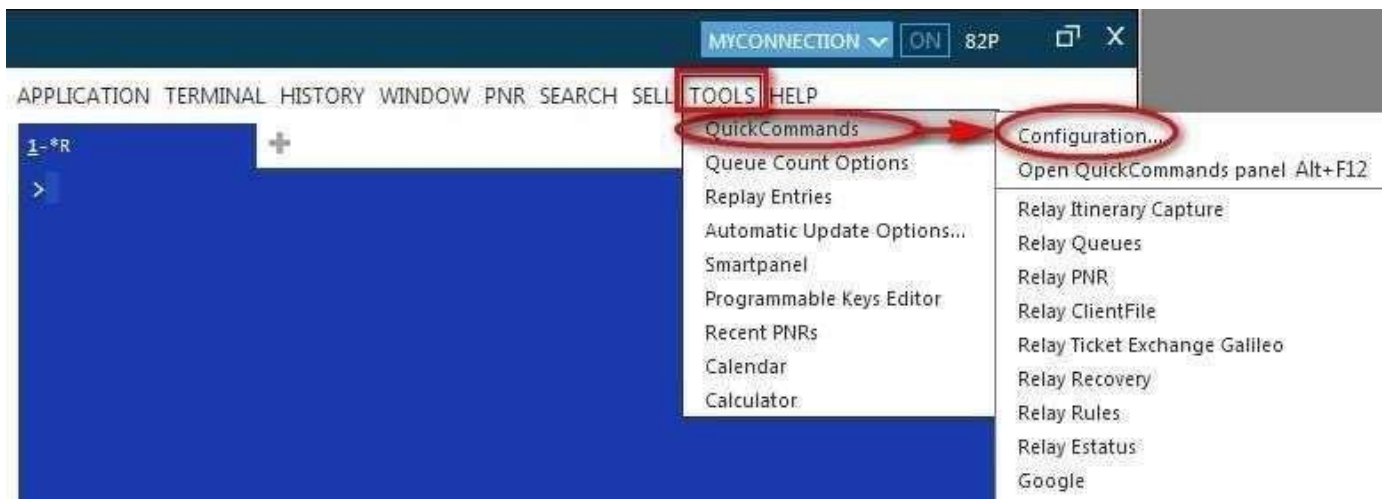 MYCONNECTION ON 82P X
APPLICATION TERMINAL HISTORY WINDOW PNR SEARCH SELL TOOLS HELP
1-*R +
>
QuickCommands
Queue Count Options
Replay Entries
Automatic Update Options...
Smartpanel
Programmable Keys Editor
Recent PNRs
Calendar
Calculator
Configuration...
Open QuickCommands panel Alt+F12
Relay Itinerary Capture
Relay Queues
Relay PNR
Relay ClientFile
Relay Ticket Exchange Galileo
Relay Recovery
Relay Rules
Relay Estatus
Google